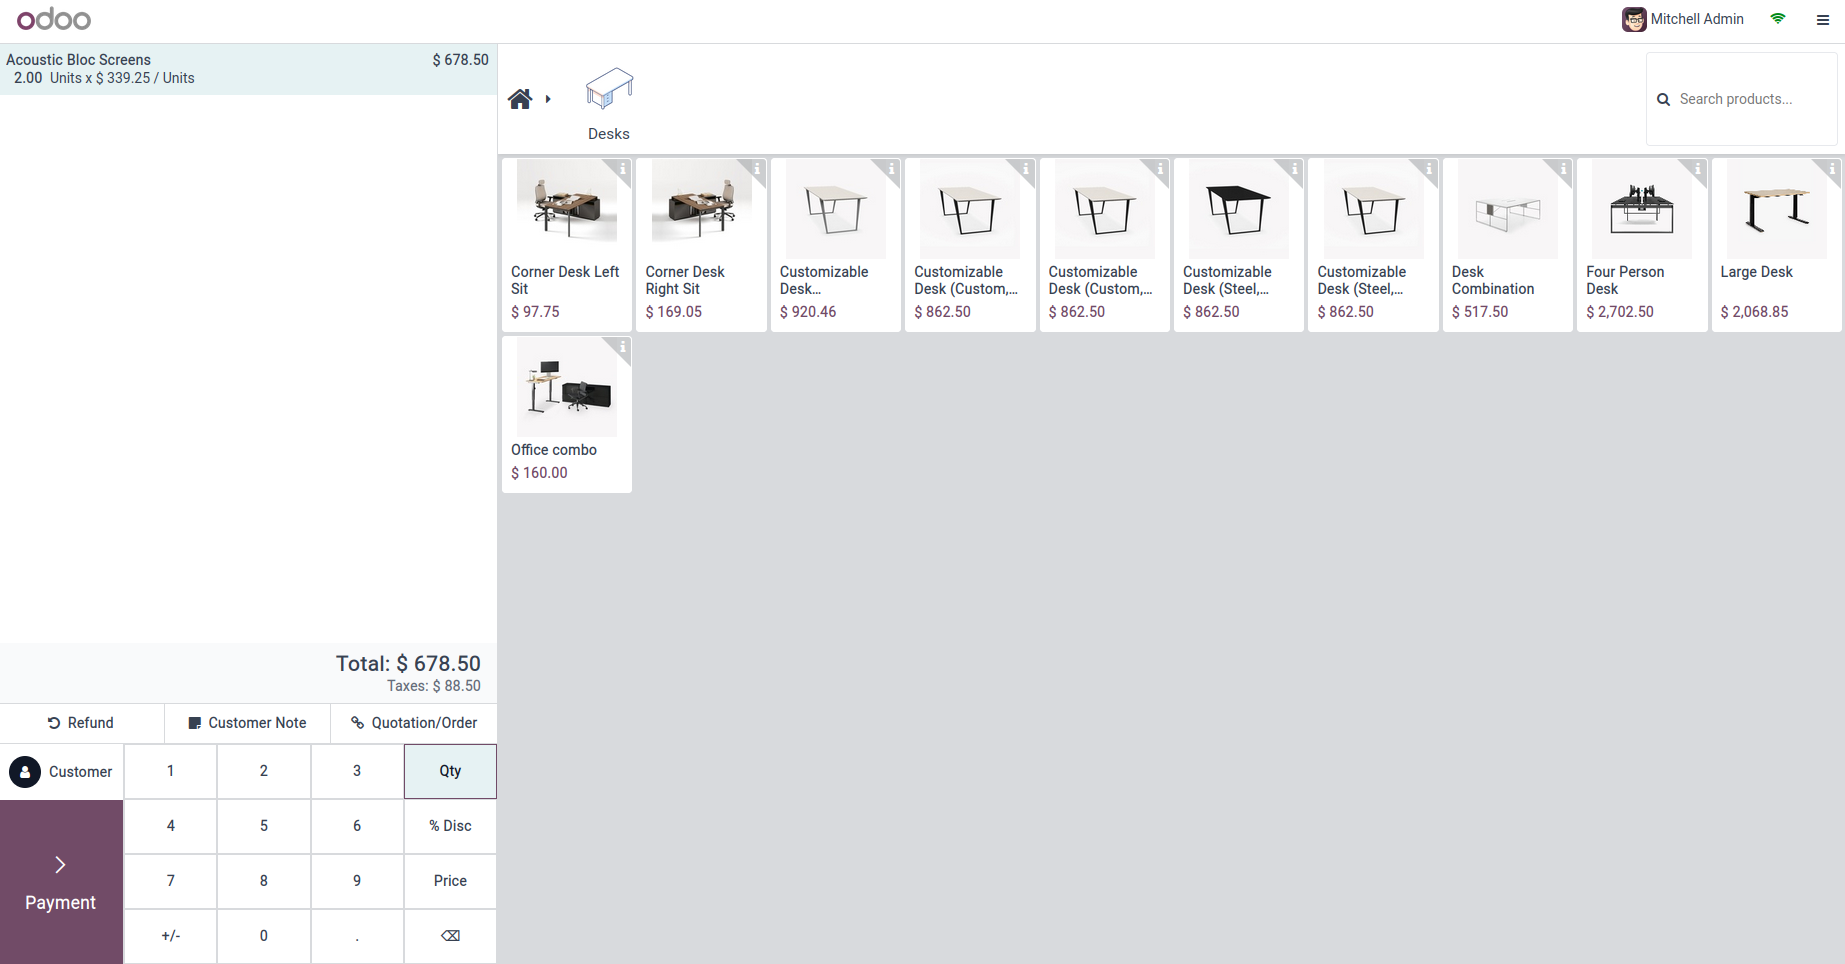 odoo
Mitchell Admin
Acoustic Bloc Screens $ 678.50
2.00 Units x $ 339.25 / Units
Desks
Search products...
Corner Desk Left
Sit
$ 97.75
Corner Desk
Right Sit
$ 169.05
Customizable
Desk...
$ 920.46
Customizable
Desk (Custom,...
$ 862.50
Customizable
Desk (Custom,...
$ 862.50
Customizable
Desk (Steel,...
$ 862.50
Customizable
Desk (Steel,...
$ 862.50
Desk
Combination
$ 517.50
Four Person
Desk
$ 2,702.50
Large Desk
$ 2,068.85
Office combo
$ 160.00
Total: $ 678.50
Taxes: $ 88.50
Refund Customer Note Quotation/Order
Customer
1 2 3 Qty
4 5 6 % Disc
7 8 9 Price
+/- 0 .
Payment